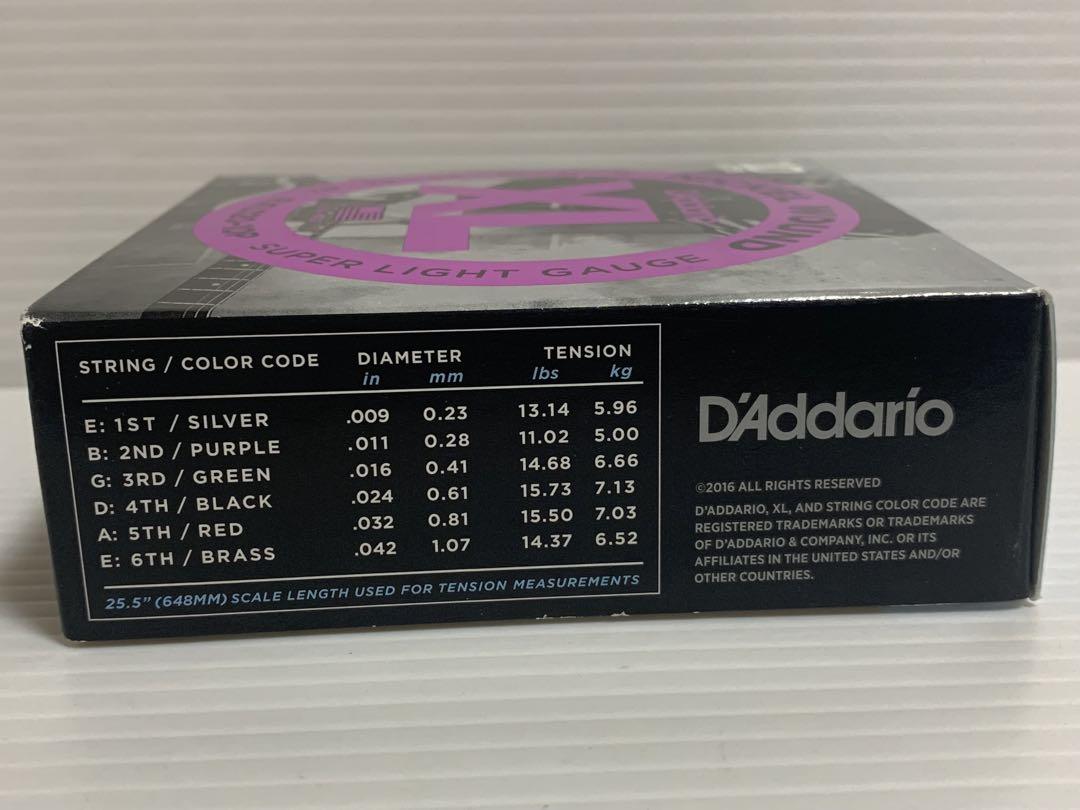 XL
SUPER LIGHT GAUGE
WOUND
STRING / COLOR CODE DIAMETER TENSION
in mm lbs kg
E: 1ST / SILVER .009 0.23 13.14 5.96
B: 2ND / PURPLE .011 0.28 11.02 5.00
G: 3RD / GREEN .016 0.41 14.68 6.66
D: 4TH / BLACK .024 0.61 15.73 7.13
A: 5TH / RED .032 0.81 15.50 7.03
E: 6TH / BRASS .042 1.07 14.37 6.52
25.5" (648MM) SCALE LENGTH USED FOR TENSION MEASUREMENTS
D'Addario
©2016 ALL RIGHTS RESERVED
D'ADDARIO, XL, AND STRING COLOR CODE ARE
REGISTERED TRADEMARKS OR TRADEMARKS
OF D'ADDARIO & COMPANY, INC. OR ITS
AFFILIATES IN THE UNITED STATES AND/OR
OTHER COUNTRIES.